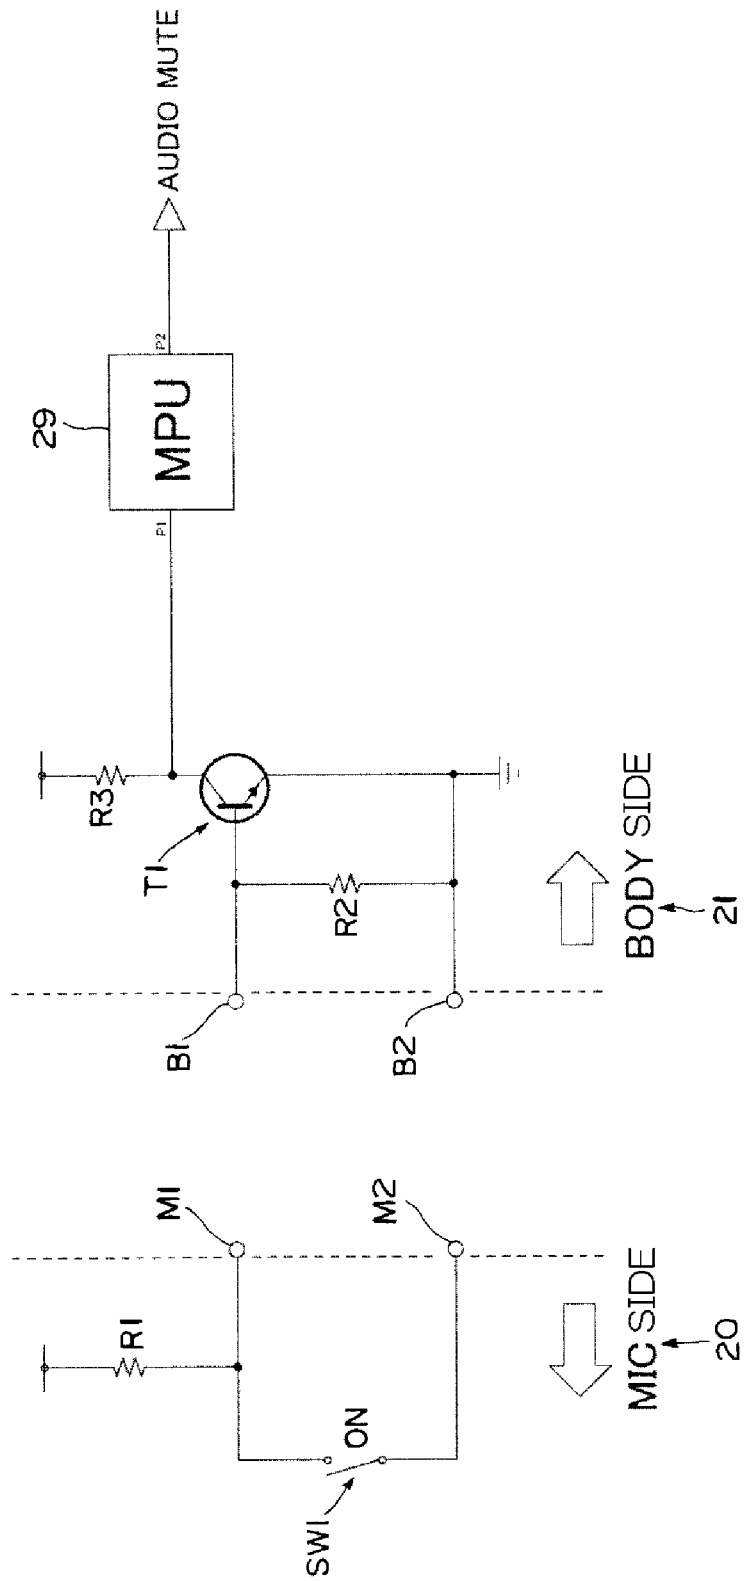 R1
M1
SW1
ON
M2
MIC SIDE
20
R3
B1
T1
R2
B2
BODY SIDE
21
29
P1
MPU
P2
AUDIO MUTE